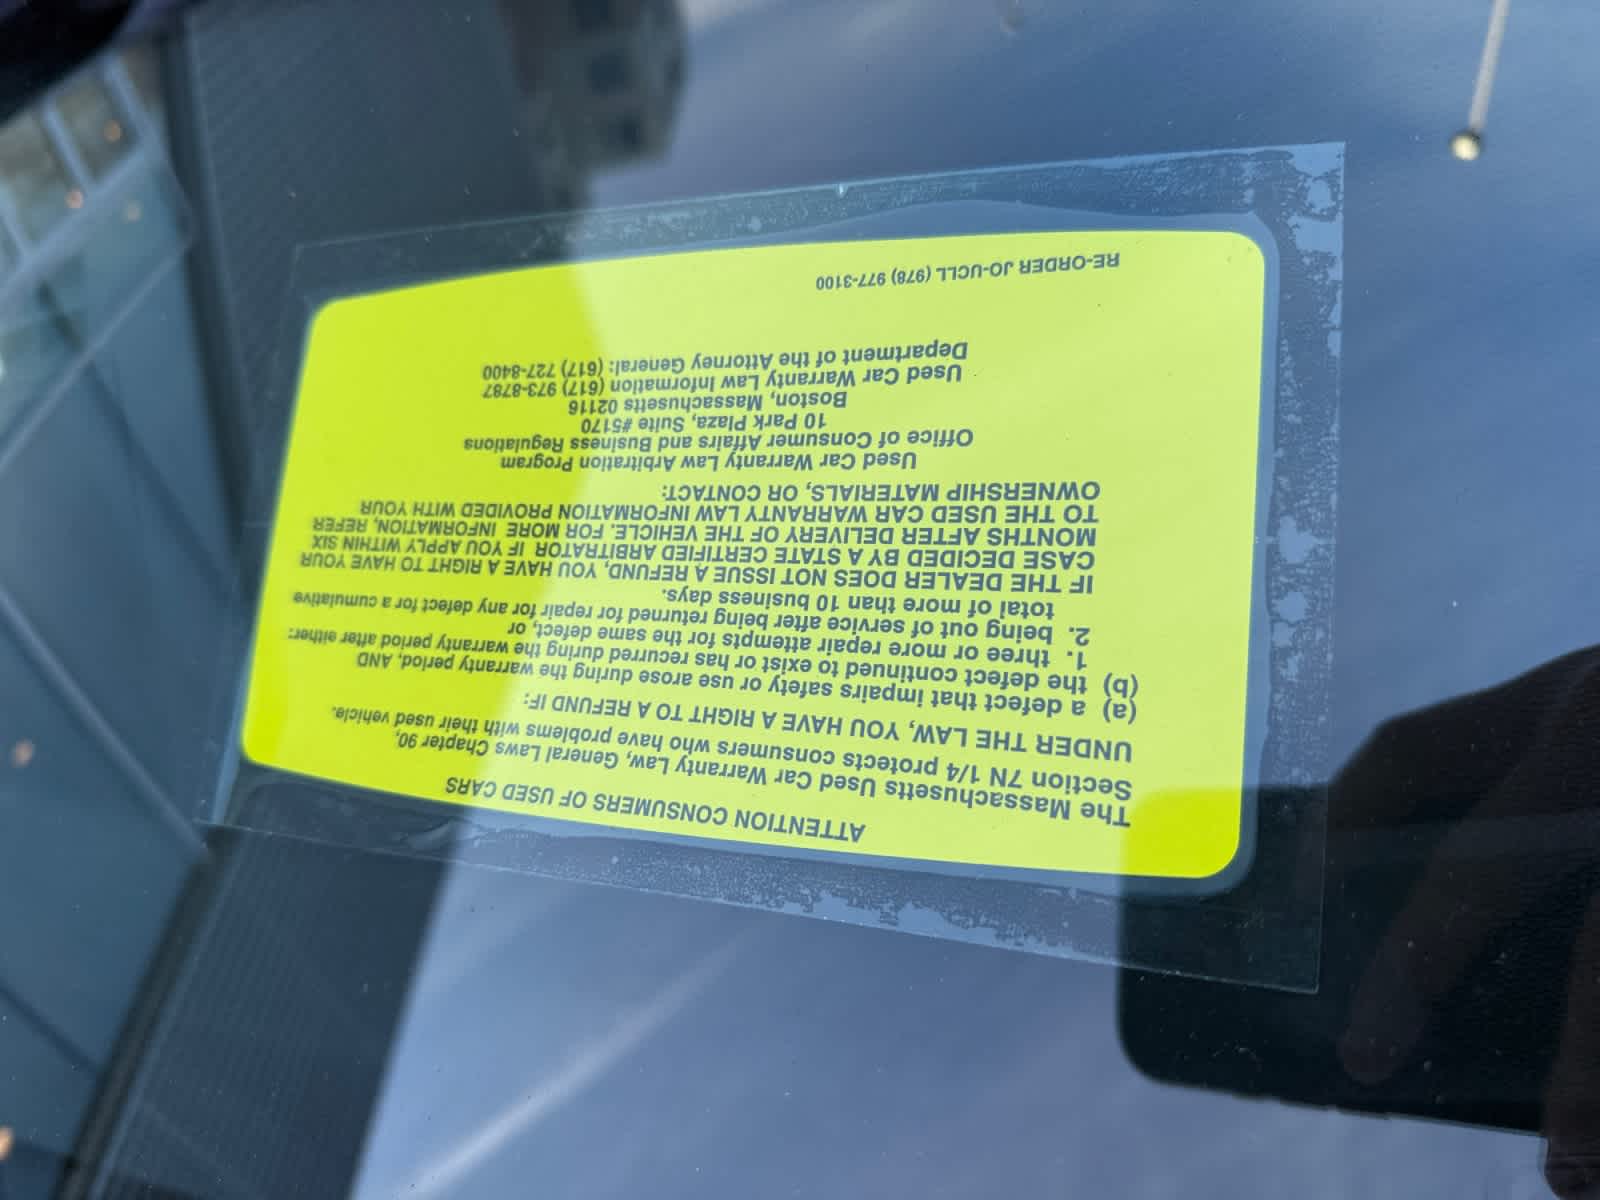 ATTENTION CONSUMERS OF USED CARS
The Massachusetts Used Car Warranty Law, General Laws Chapter 90,
Section 7N 1/4 protects consumers who have problems with their used vehicle.
UNDER THE LAW, YOU HAVE A RIGHT TO A REFUND IF:
(a) a defect that impairs safety or use arose during the warranty period, AND
(b) the defect continued to exist or has recurred during the warranty period after either:
1. three or more repair attempts for the same defect, or
2. being out of service after being returned for repair for any defect for a cumulative
total of more than 10 business days.
IF THE DEALER DOES NOT ISSUE A REFUND, YOU HAVE A RIGHT TO HAVE YOUR
CASE DECIDED BY A STATE CERTIFIED ARBITRATOR IF YOU APPLY WITHIN SIX
MONTHS AFTER DELIVERY OF THE VEHICLE. FOR MORE INFORMATION, REFER
TO THE USED CAR WARRANTY LAW INFORMATION PROVIDED WITH YOUR
OWNERSHIP MATERIALS, OR CONTACT:
Used Car Warranty Law Arbitration Program
Office of Consumer Affairs and Business Regulations
10 Park Plaza, Suite #5170
Boston, Massachusetts 02116
Used Car Warranty Law Information (617) 973-8787
Department of the Attorney General: (617) 727-8400
RE-ORDER JO-UCLL (978) 977-3100